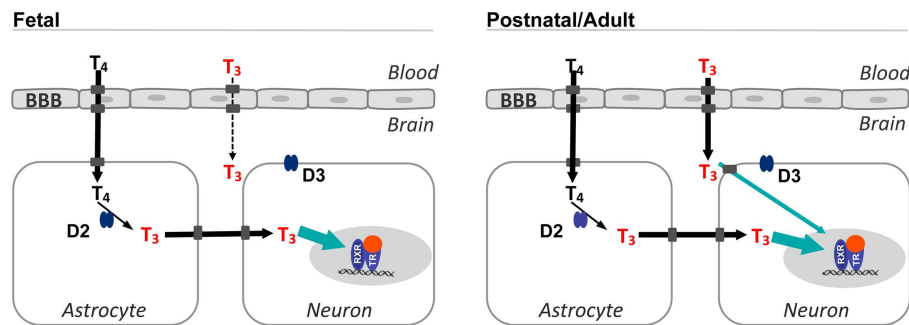 Fetal
T4
T3
Blood
BBB
Brain
T3
D3
T4
D2
T3
T3
RXR
TR
Astrocyte
Neuron
Postnatal/Adult
T4
T3
Blood
BBB
Brain
T3
D3
T4
D2
T3
T3
RXR
TR
Astrocyte
Neuron